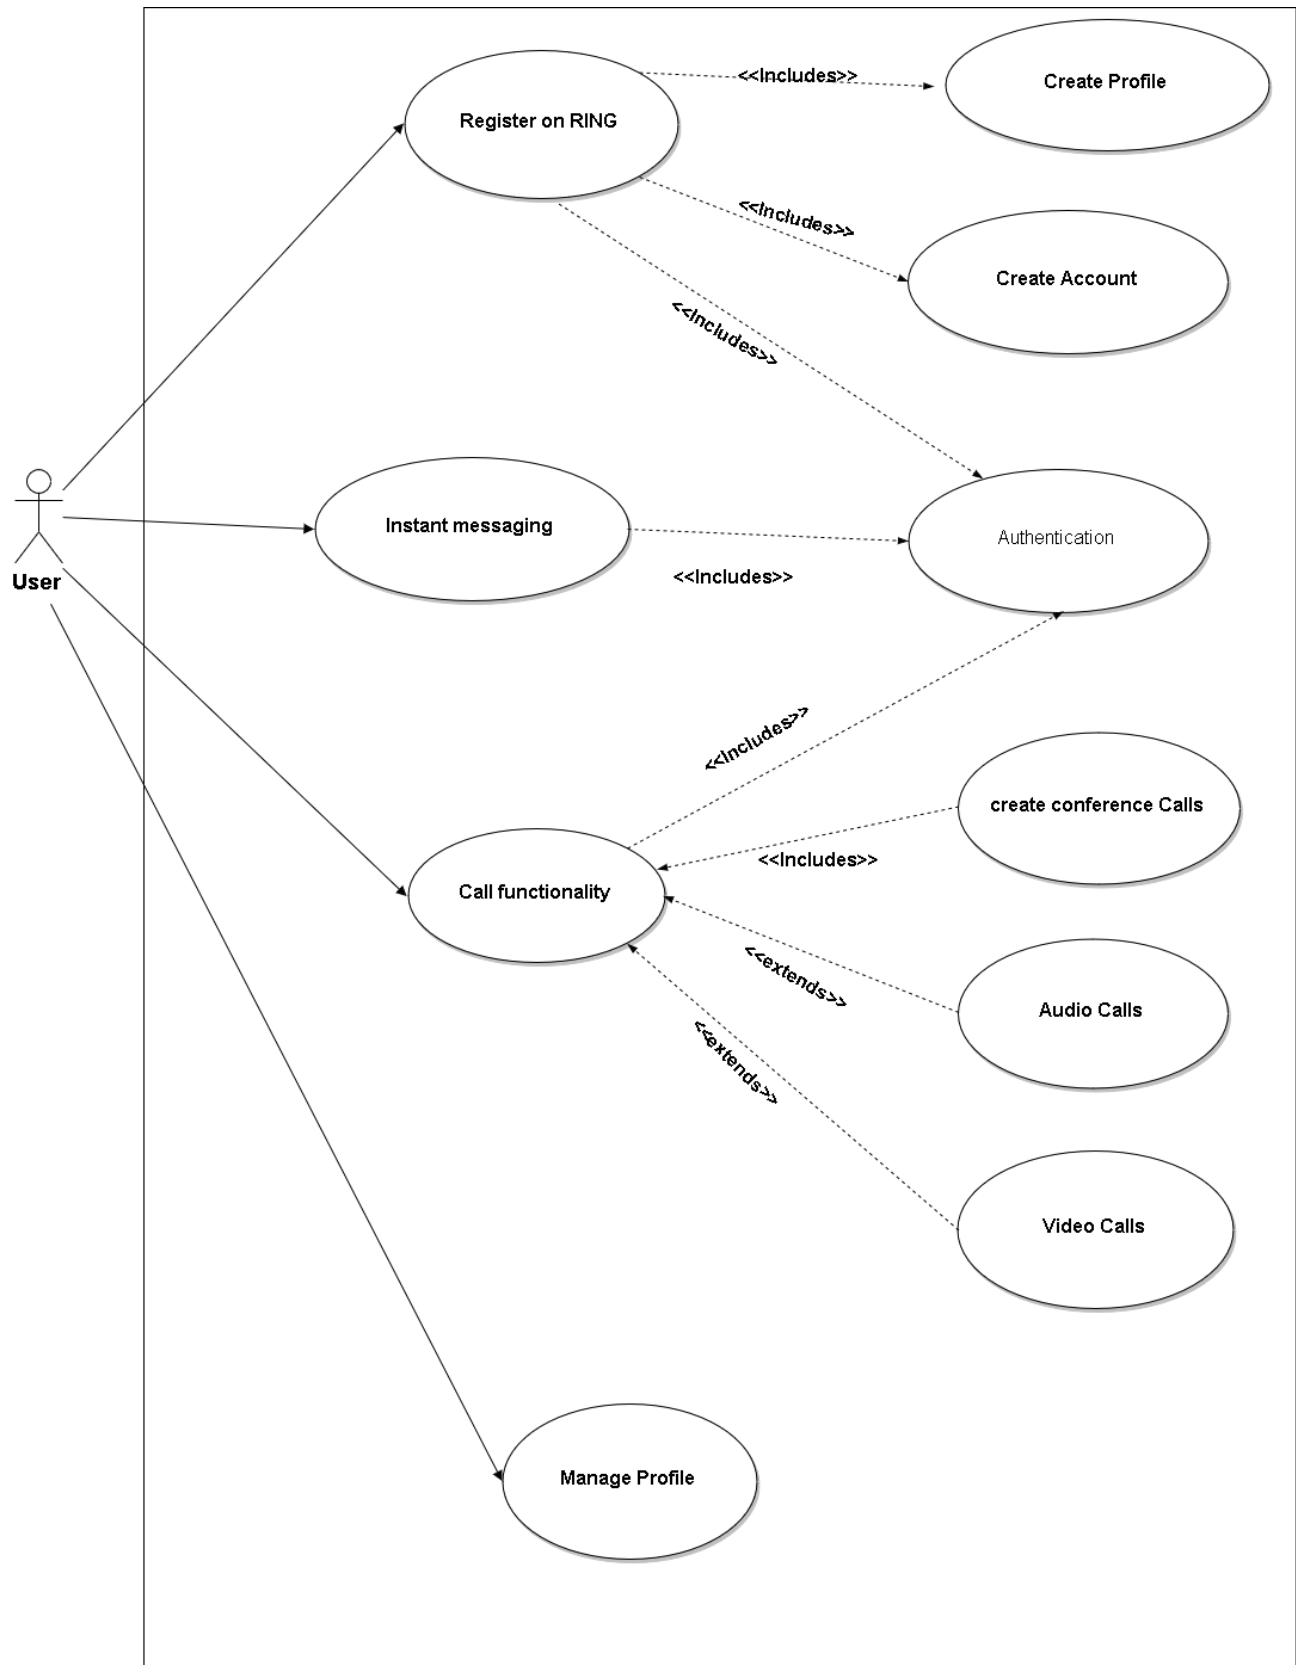 <<Includes>>
Create Profile
Register on RING
<<Includes>>
Create Account
<<Includes>>
Instant messaging
Authentication
<<Includes>>
User
<<Includes>>
create conference Calls
<<Includes>>
Call functionality
<<extends>>
Audio Calls
<<extends>>
Video Calls
Manage Profile